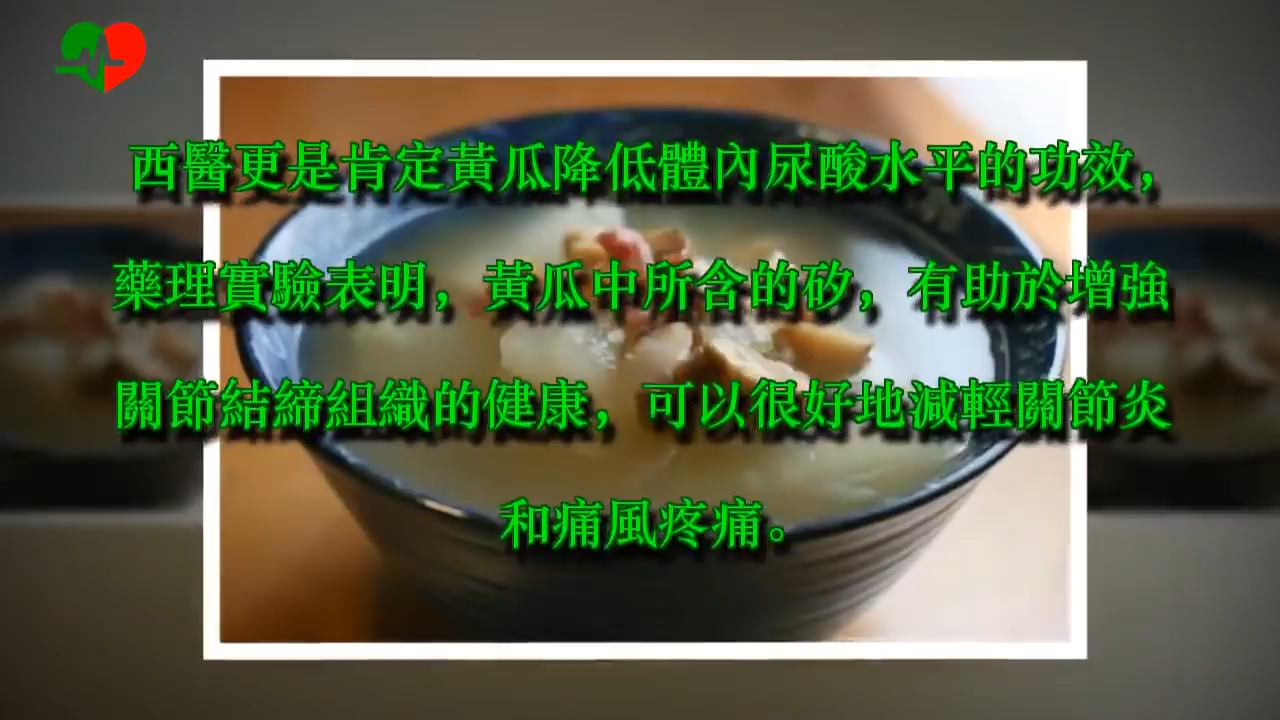 西醫更是肯定黃瓜降低體內尿酸水平的功效，
藥理實驗表明，黃瓜中所含的矽，有助於增強
關節結締組織的健康，可以很好地減輕關節炎
和痛風疼痛。